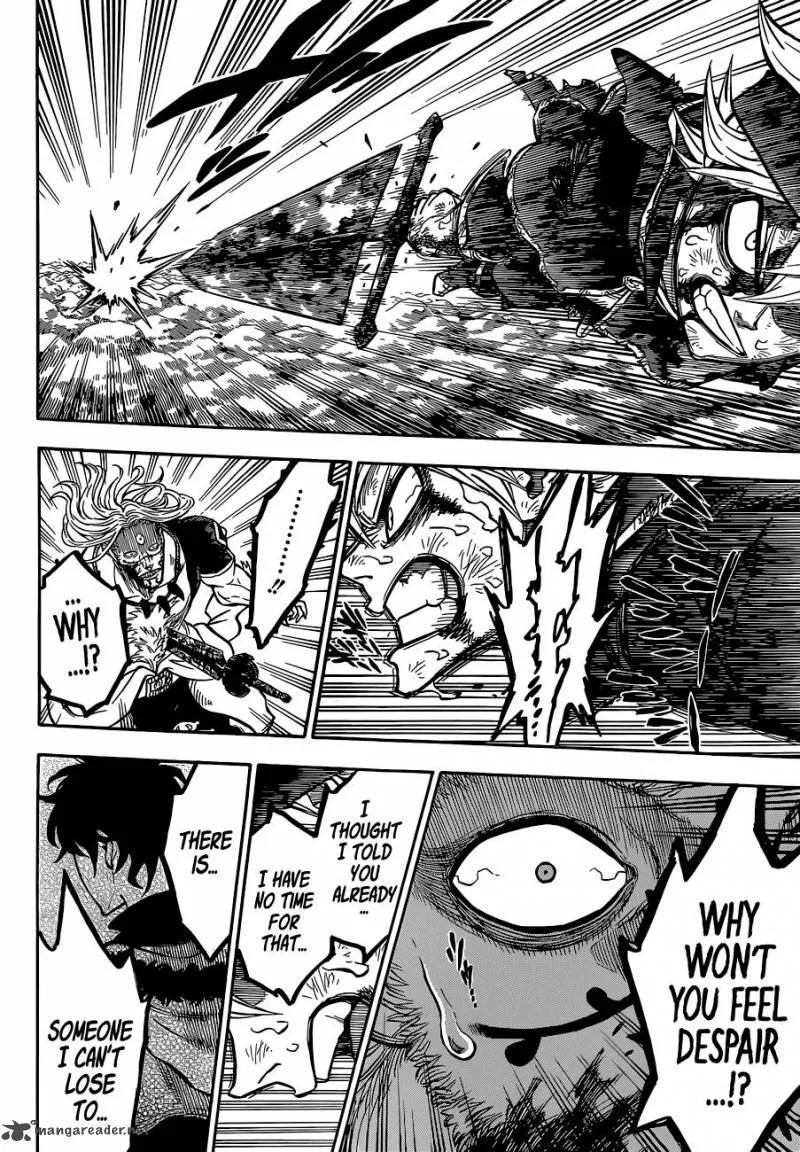 ......!!
...
WHY
...!?
WHY
WON'T
YOU FEEL
DESPAIR
...!?
I
THOUGHT
I TOLD
YOU
ALREADY...
I HAVE
NO TIME
FOR
THAT...
THERE
IS...
SOMEONE
I CAN'T
LOSE
TO...
mangareader.net